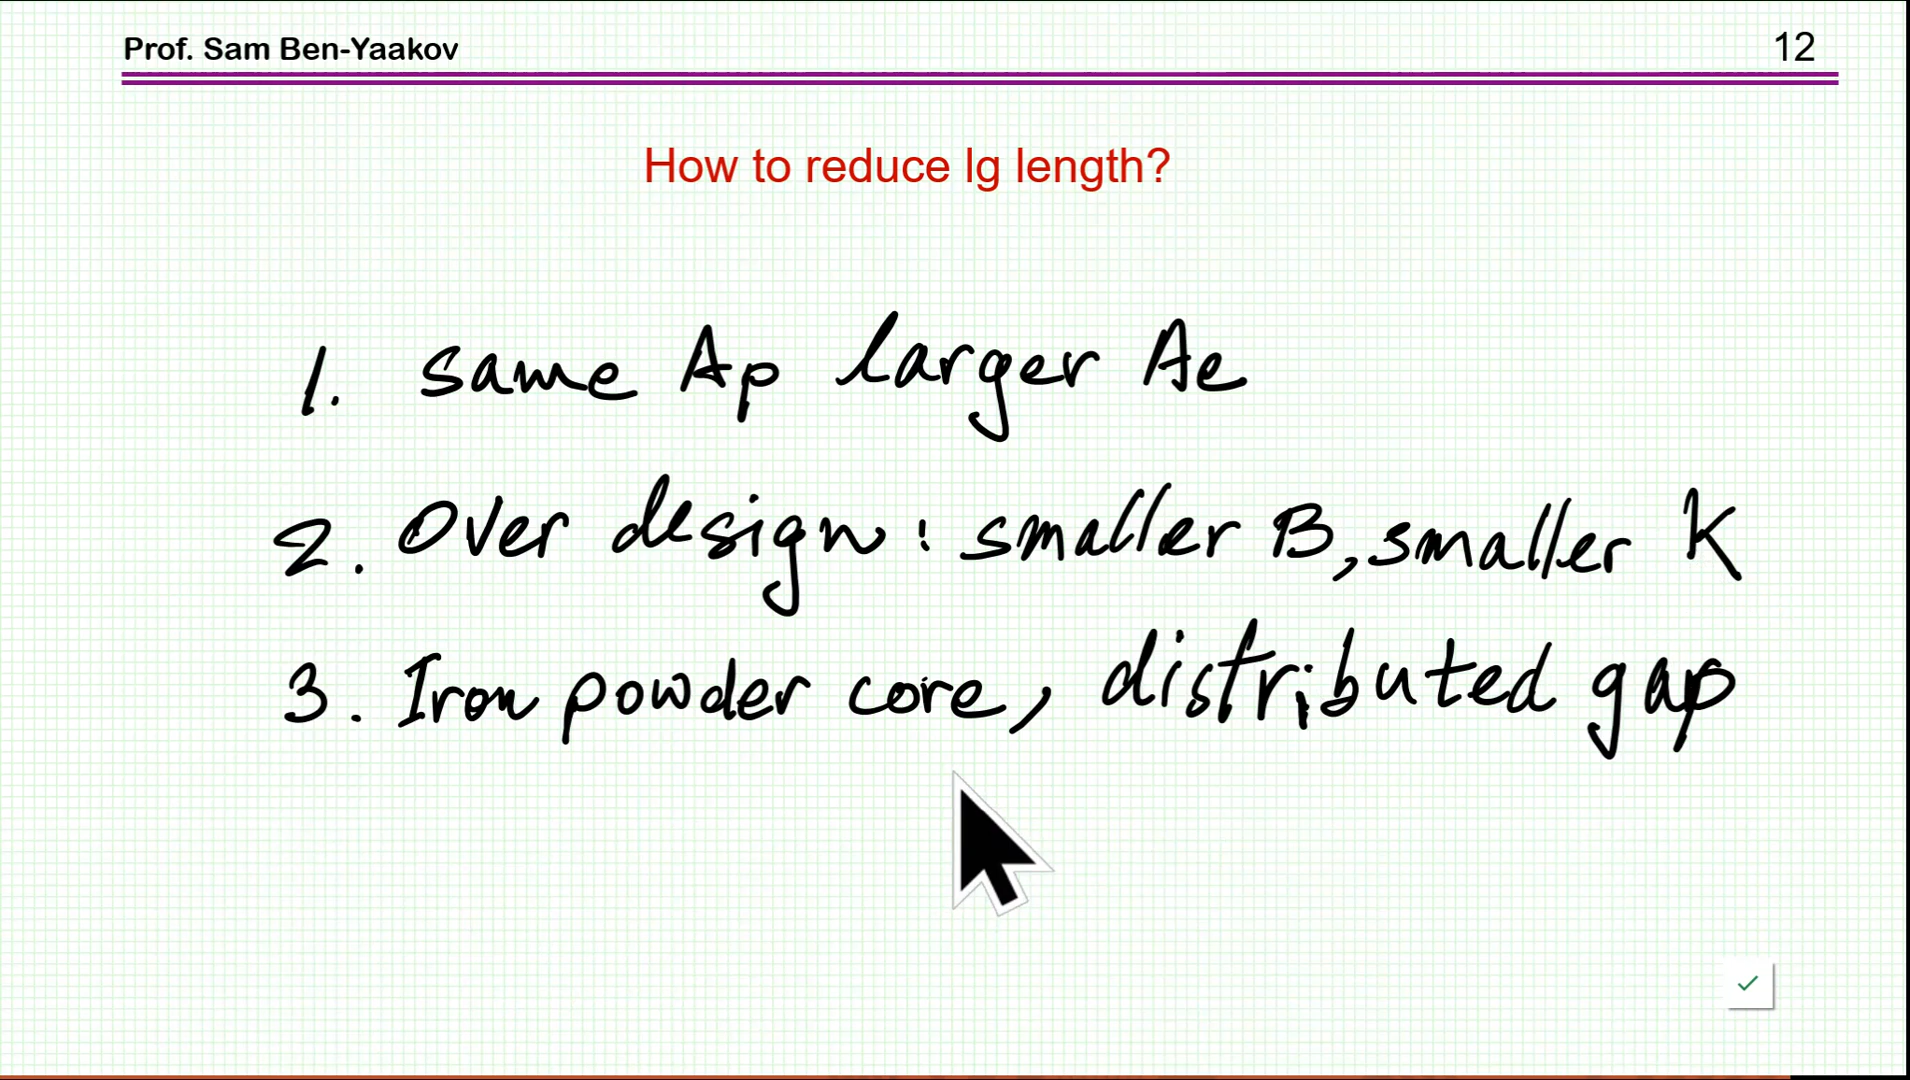 Prof. Sam Ben-Yaakov 12
How to reduce lg length?
1. same Ap larger Ae
2. Over design: smaller B, smaller K
3. Iron powder core, distributed gap